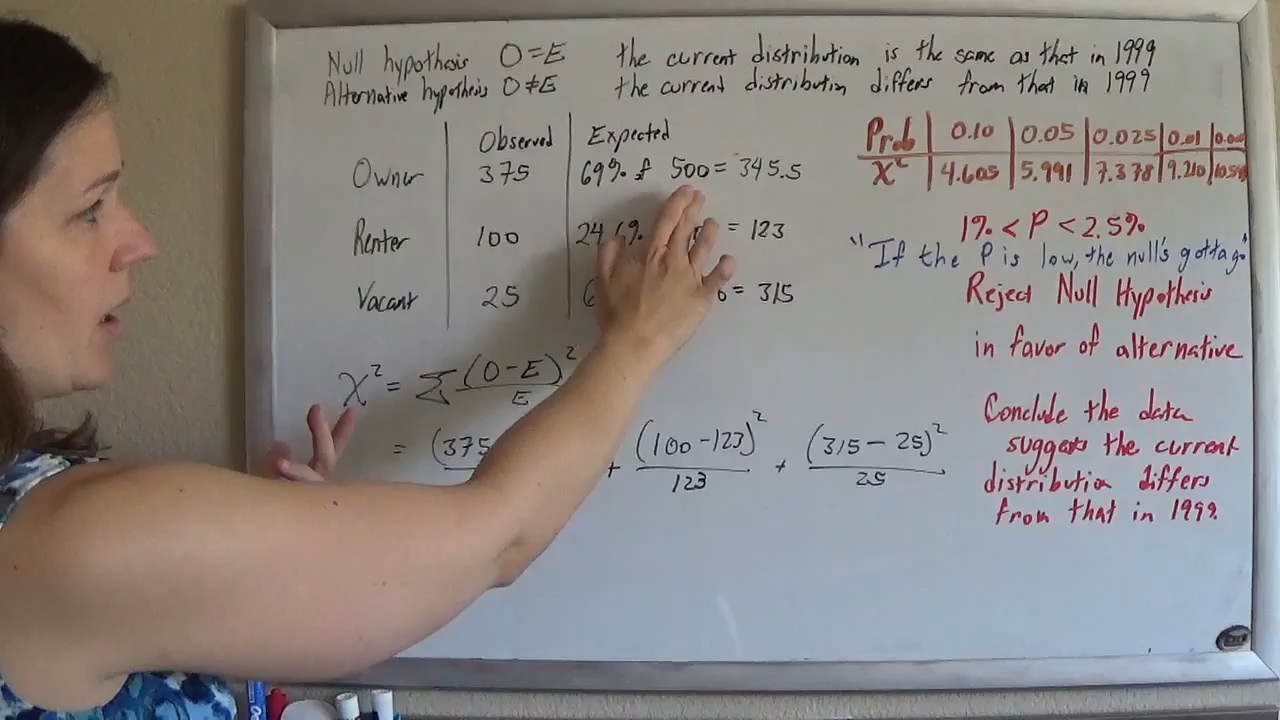 Null hypothesis O = E the current distribution is the same as that in 1999
Alternative hypothesis O ≠ E the current distribution differs from that in 1999
Observed Expected
Owner 375 69% of 500 = 345.5
Renter 100 = 123
Vacant 25 = 315
χ² = Σ (O - E)² / E
= (375 + (100 - 123)² / 123 + (315 - 25)² / 25
Prob 0.10 0.05 0.025 0.01
χ² 4.605 5.991 7.378 9.210
1% < P < 2.5%
"If the P is low, the null's gotta go"
Reject Null Hypothesis
in favor of alternative
Conclude the data
suggests the current
distribution differs
from that in 1999